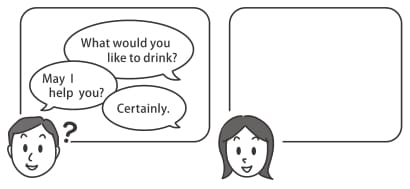 What would you
like to drink?
May I
help you?
Certainly.
?